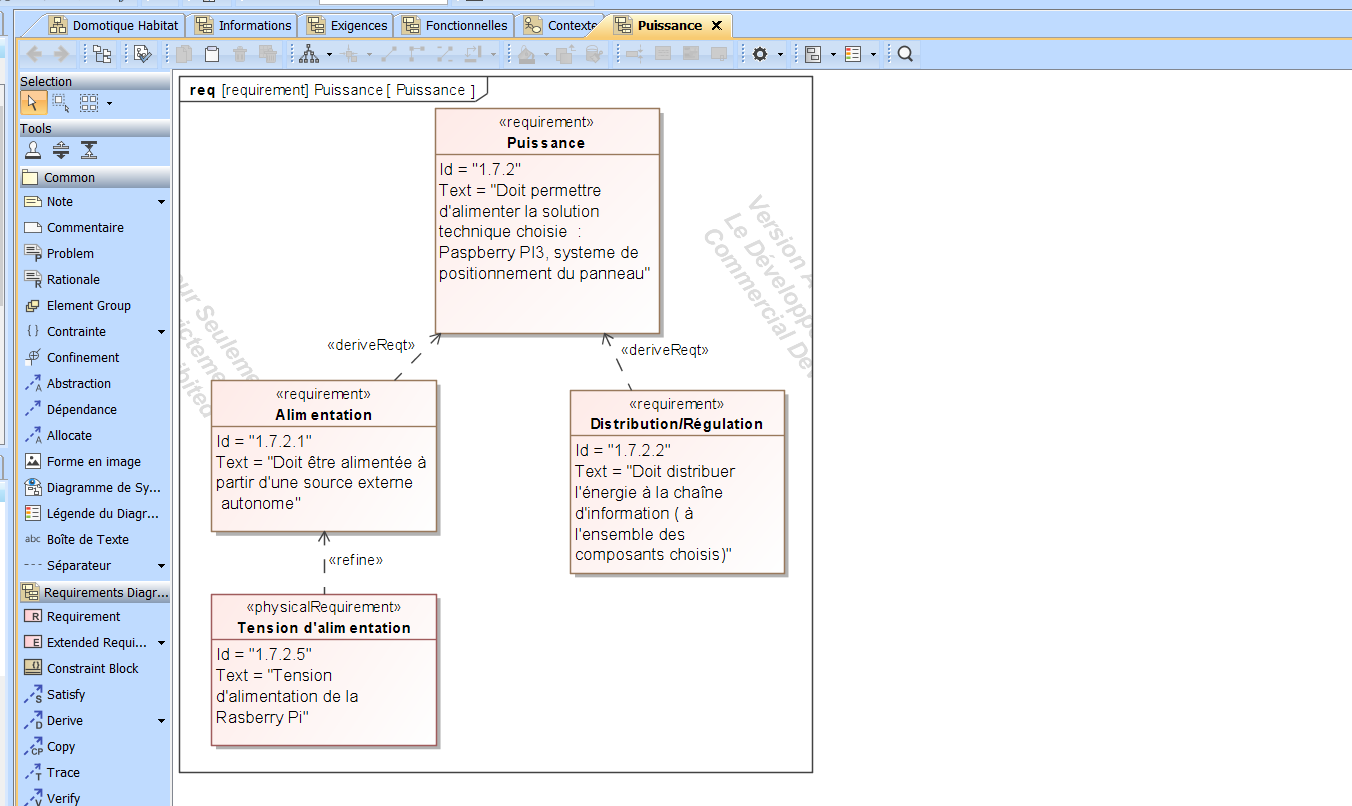 Domotique Habitat
Informations
Exigences
Fonctionnelles
Contexte
Puissance
Selection
Tools
Common
Note
Commentaire
Problem
Rationale
Element Group
Contrainte
Confinement
Abstraction
Dépendance
Allocate
Forme en image
Diagramme de Sy...
Légende du Diagr...
abc Boîte de Texte
Séparateur
Requirements Diagr...
R Requirement
E Extended Requi...
Constraint Block
Satisfy
Derive
Copy
Trace
Verify
req [requirement] Puissance [ Puissance ]
«requirement»
Puissance
Id = "1.7.2"
Text = "Doit permettre
d'alimenter la solution
technique choisie :
Paspberry PI3, systeme de
positionnement du panneau"
«deriveReqt»
«deriveReqt»
«requirement»
Alimentation
Id = "1.7.2.1"
Text = "Doit être alimentée à
partir d'une source externe
autonome"
«requirement»
Distribution/Régulation
Id = "1.7.2.2"
Text = "Doit distribuer
l'énergie à la chaîne
d'information ( à
l'ensemble des
composants choisis)"
«refine»
«physicalRequirement»
Tension d'alimentation
Id = "1.7.2.5"
Text = "Tension
d'alimentation de la
Rasberry Pi"
Version A
Le Développ
Commercial De
ur Seuleme
icteme
ibited